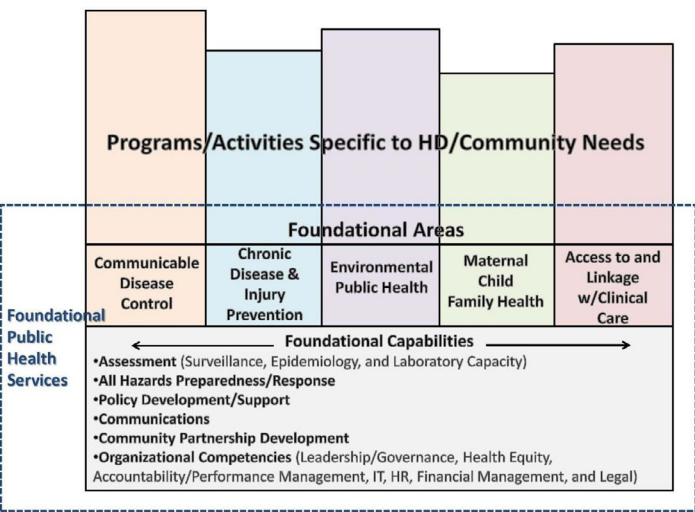 Programs/Activities Specific to HD/Community Needs
Foundational Areas
Communicable
Disease
Control
Chronic
Disease &
Injury
Prevention
Environmental
Public Health
Maternal
Child
Family Health
Access to and
Linkage
w/Clinical
Care
Foundational
Public
Health
Services
Foundational Capabilities
•Assessment (Surveillance, Epidemiology, and Laboratory Capacity)
•All Hazards Preparedness/Response
•Policy Development/Support
•Communications
•Community Partnership Development
•Organizational Competencies (Leadership/Governance, Health Equity,
Accountability/Performance Management, IT, HR, Financial Management, and Legal)